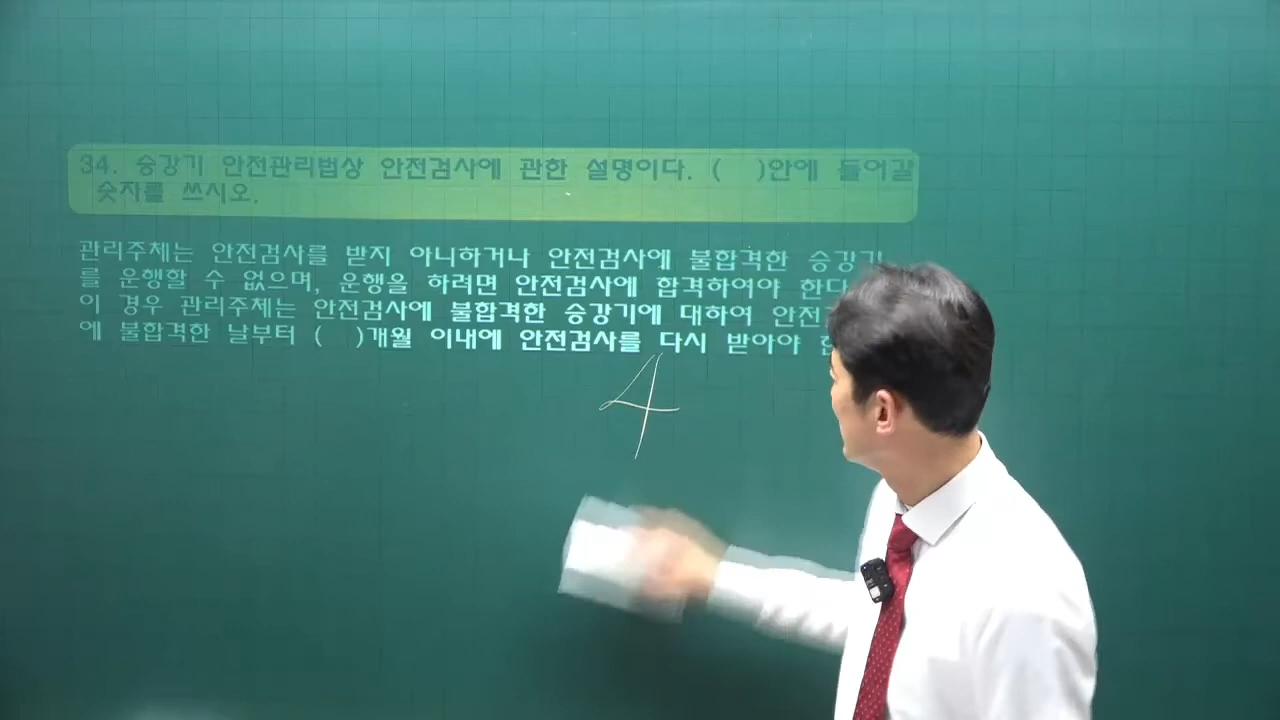 34. 승강기 안전관리법상 안전검사에 관한 설명이다. (   )안에 들어갈
숫자를 쓰시오.
관리주체는 안전검사를 받지 아니하거나 안전검사에 불합격한 승강기
를 운행할 수 없으며, 운행을 하려면 안전검사에 합격하여야 한다
이 경우 관리주체는 안전검사에 불합격한 승강기에 대하여 안전
에 불합격한 날부터 (   )개월 이내에 안전검사를 다시 받아야
4